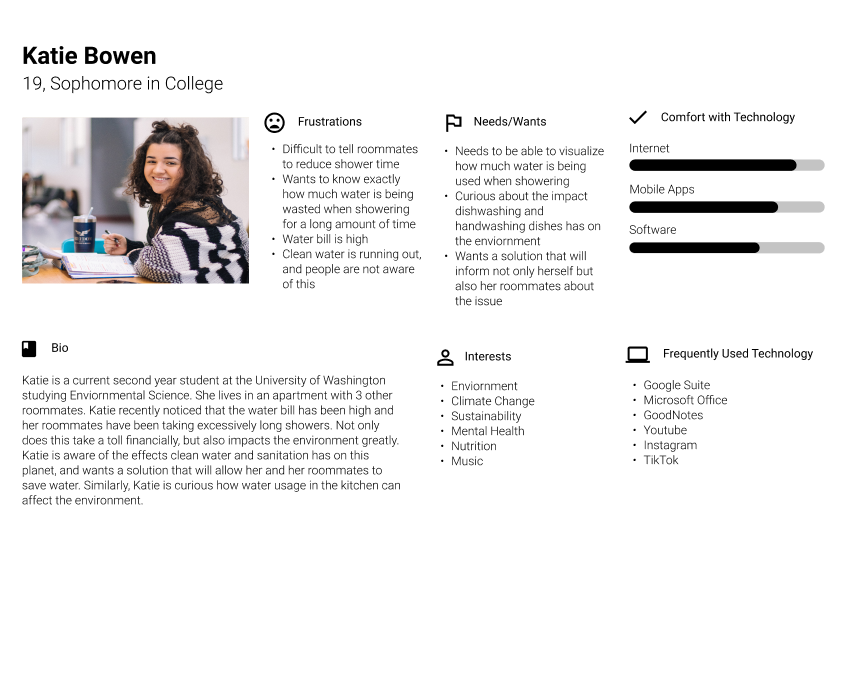 Katie Bowen
19, Sophomore in College
Frustrations
• Difficult to tell roommates
to reduce shower time
• Wants to know exactly
how much water is being
wasted when showering
for a long amount of time
• Water bill is high
• Clean water is running out,
and people are not aware
of this
Needs/Wants
• Needs to be able to visualize
how much water is being
used when showering
• Curious about the impact
dishwashing and
handwashing dishes has on
the enviornment
• Wants a solution that will
inform not only herself but
also her roommates about
the issue
Comfort with Technology
Internet
Mobile Apps
Software
Bio
Katie is a current second year student at the University of Washington
studying Enviornmental Science. She lives in an apartment with 3 other
roommates. Katie recently noticed that the water bill has been high and
her roommates have been taking excessively long showers. Not only
does this take a toll financially, but also impacts the environment greatly.
Katie is aware of the effects clean water and sanitation has on this
planet, and wants a solution that will allow her and her roommates to
save water. Similarly, Katie is curious how water usage in the kitchen can
affect the environment.
Interests
• Enviornment
• Climate Change
• Sustainability
• Mental Health
• Nutrition
• Music
Frequently Used Technology
• Google Suite
• Microsoft Office
• GoodNotes
• Youtube
• Instagram
• TikTok